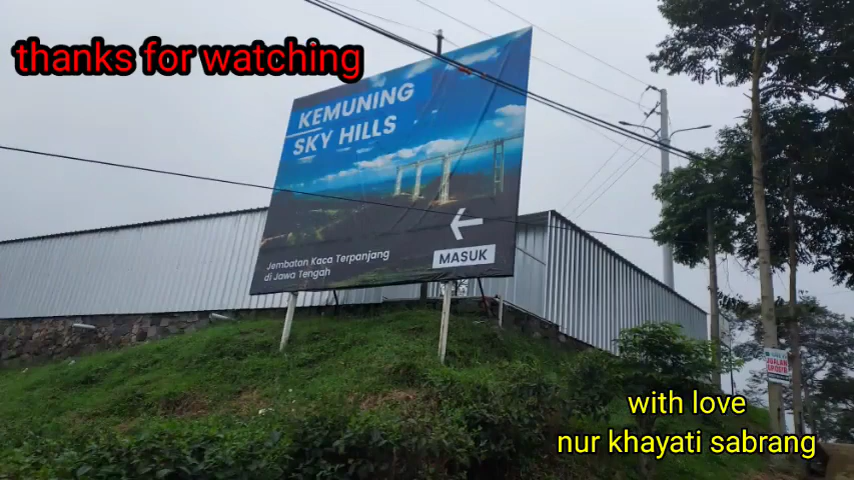 thanks for watching
KEMUNING
SKY HILLS
Jembatan Kaca Terpanjang
di Jawa Tengah
MASUK
with love
nur khayati sabrang